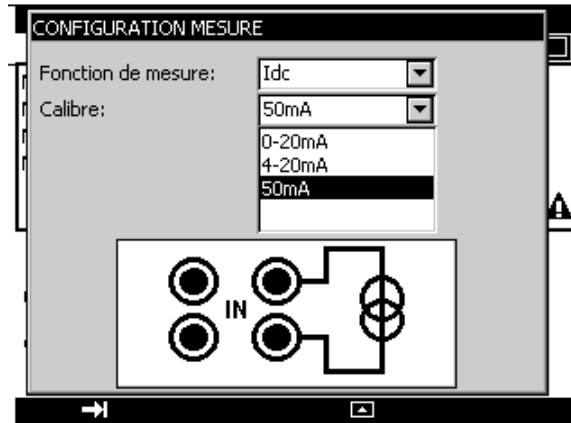 CONFIGURATION MESURE
Fonction de mesure: Idc
Calibre: 50mA
0-20mA
4-20mA
50mA
IN